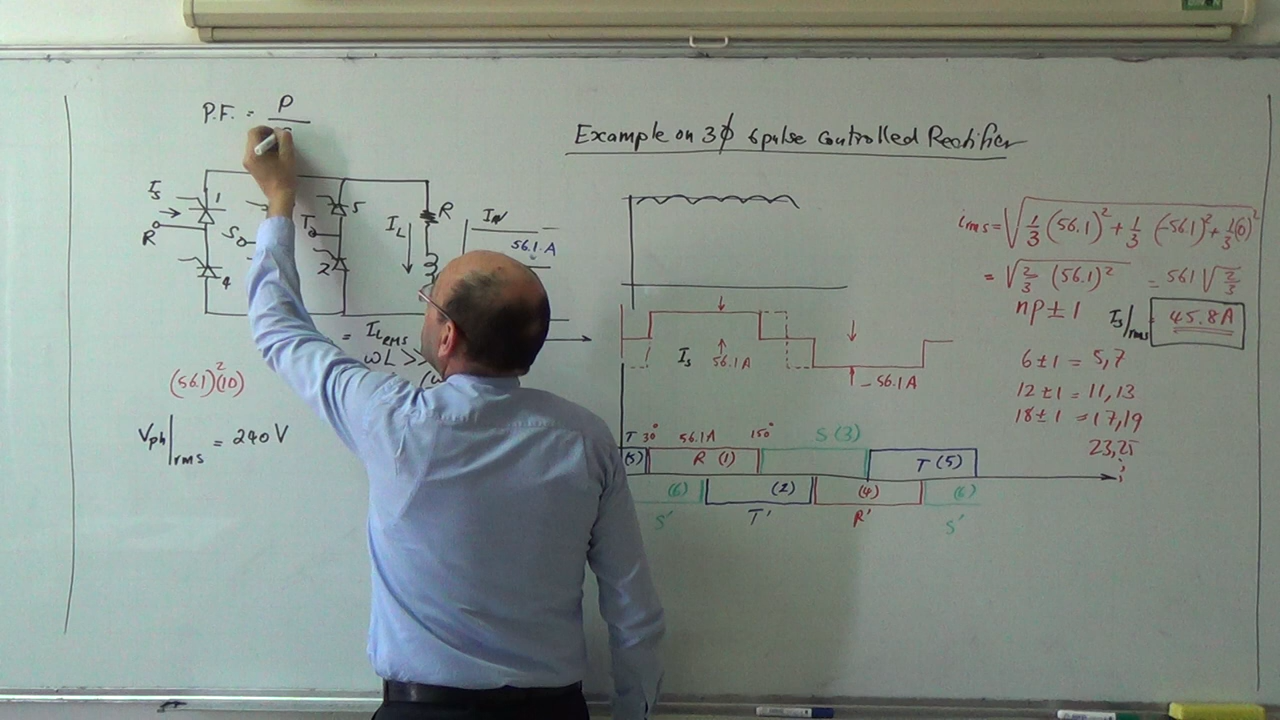 P.F. = P
Example on 3ϕ 6pulse Controlled Rectifier
Is
1
R
4
S
T
5
2
IL
R
56.1 A
= ILRMS
ωL >>
(56.1)²(10)
Vph|rms = 240 V
Is 56.1A
- 56.1A
T 30° 56.1A 150° S (3)
(5) R (1) T (5)
(6) (2) (4) (6)
S' T' R' S'
i
irms = √ 1/3 (56.1)² + 1/3 (-56.1)² + 1/3 (0)²
= √ 2/3 (56.1)² = 561 √ 2/3
np ± 1 Is/rms = 45.8A
6 ± 1 = 5,7
12 ± 1 = 11,13
18 ± 1 = 17,19
23,25